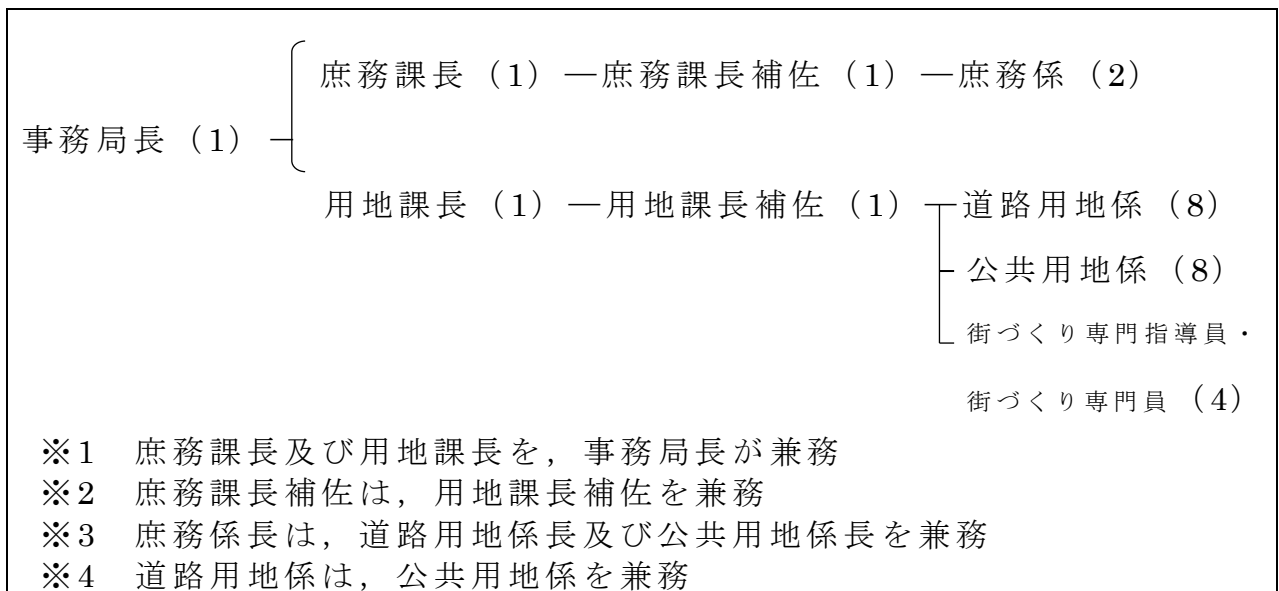 庶務課長（1）―庶務課長補佐（1）―庶務係（2）
事務局長（1）
用地課長（1）―用地課長補佐（1）
道路用地係（8）
公共用地係（8）
街づくり専門指導員・
街づくり専門員（4）
※1　庶務課長及び用地課長を，事務局長が兼務
※2　庶務課長補佐は，用地課長補佐を兼務
※3　庶務係長は，道路用地係長及び公共用地係長を兼務
※4　道路用地係は，公共用地係を兼務